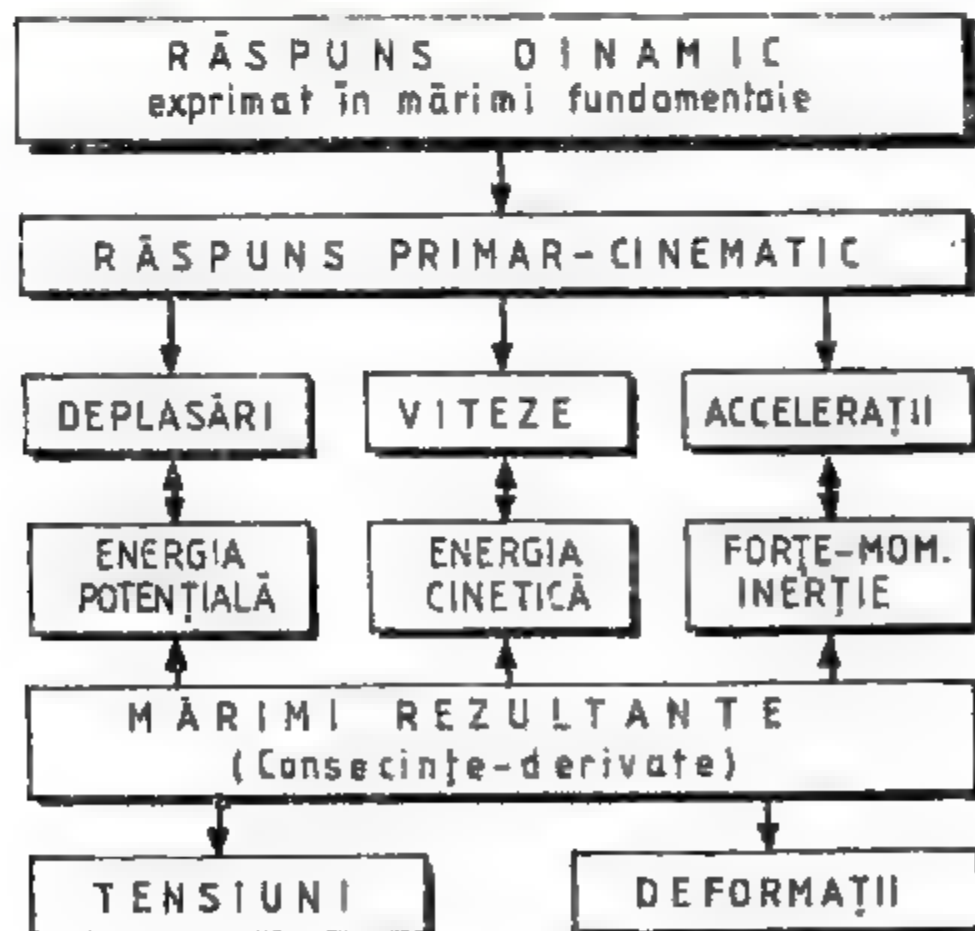 RĂSPUNS DINAMIC
exprimat în mărimi fundamentale
RĂSPUNS PRIMAR-CINEMATIC
DEPLASĂRI
VITEZE
ACCELERAȚII
ENERGIA
POTENȚIALĂ
ENERGIA
CINETICĂ
FORȚE-MOM.
INERȚIE
MĂRIMI REZULTANTE
(Consecințe-derivate)
TENSIUNI
DEFORMAȚII